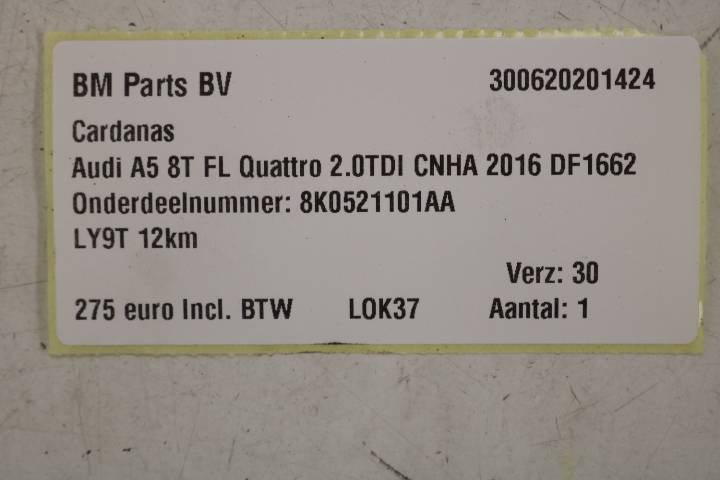 BM Parts BV 300620201424
Cardanas
Audi A5 8T FL Quattro 2.0TDI CNHA 2016 DF1662
Onderdeelnummer: 8K0521101AA
LY9T 12km
Verz: 30
275 euro Incl. BTW LOK37 Aantal: 1